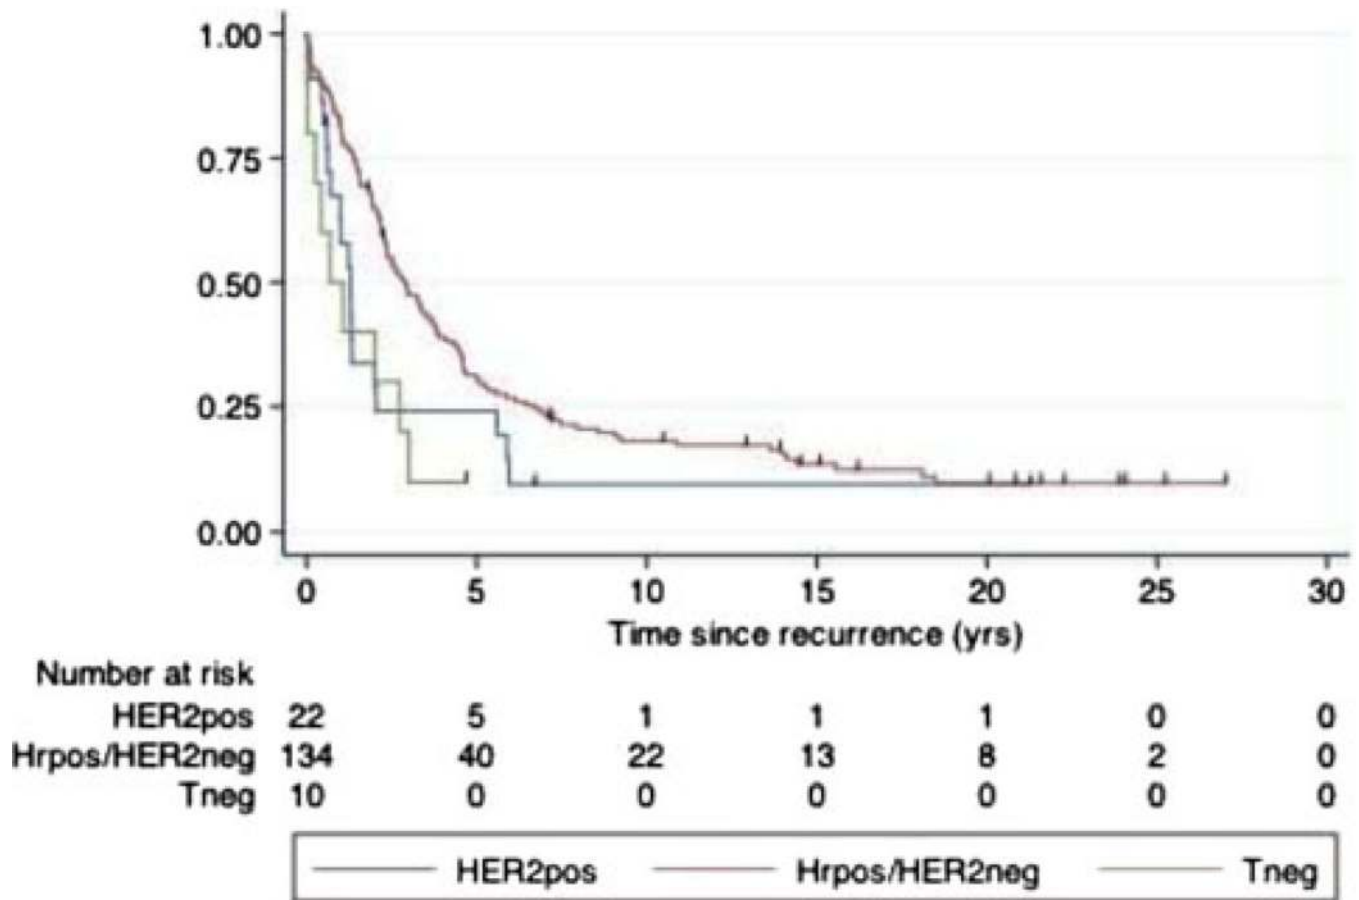 1.00
0.75
0.50
0.25
0.00
0 5 10 15 20 25 30
Time since recurrence (yrs)
Number at risk
HER2pos 22 5 1 1 1 0 0
Hrpos/HER2neg 134 40 22 13 8 2 0
Tneg 10 0 0 0 0 0 0
HER2pos Hrpos/HER2neg Tneg